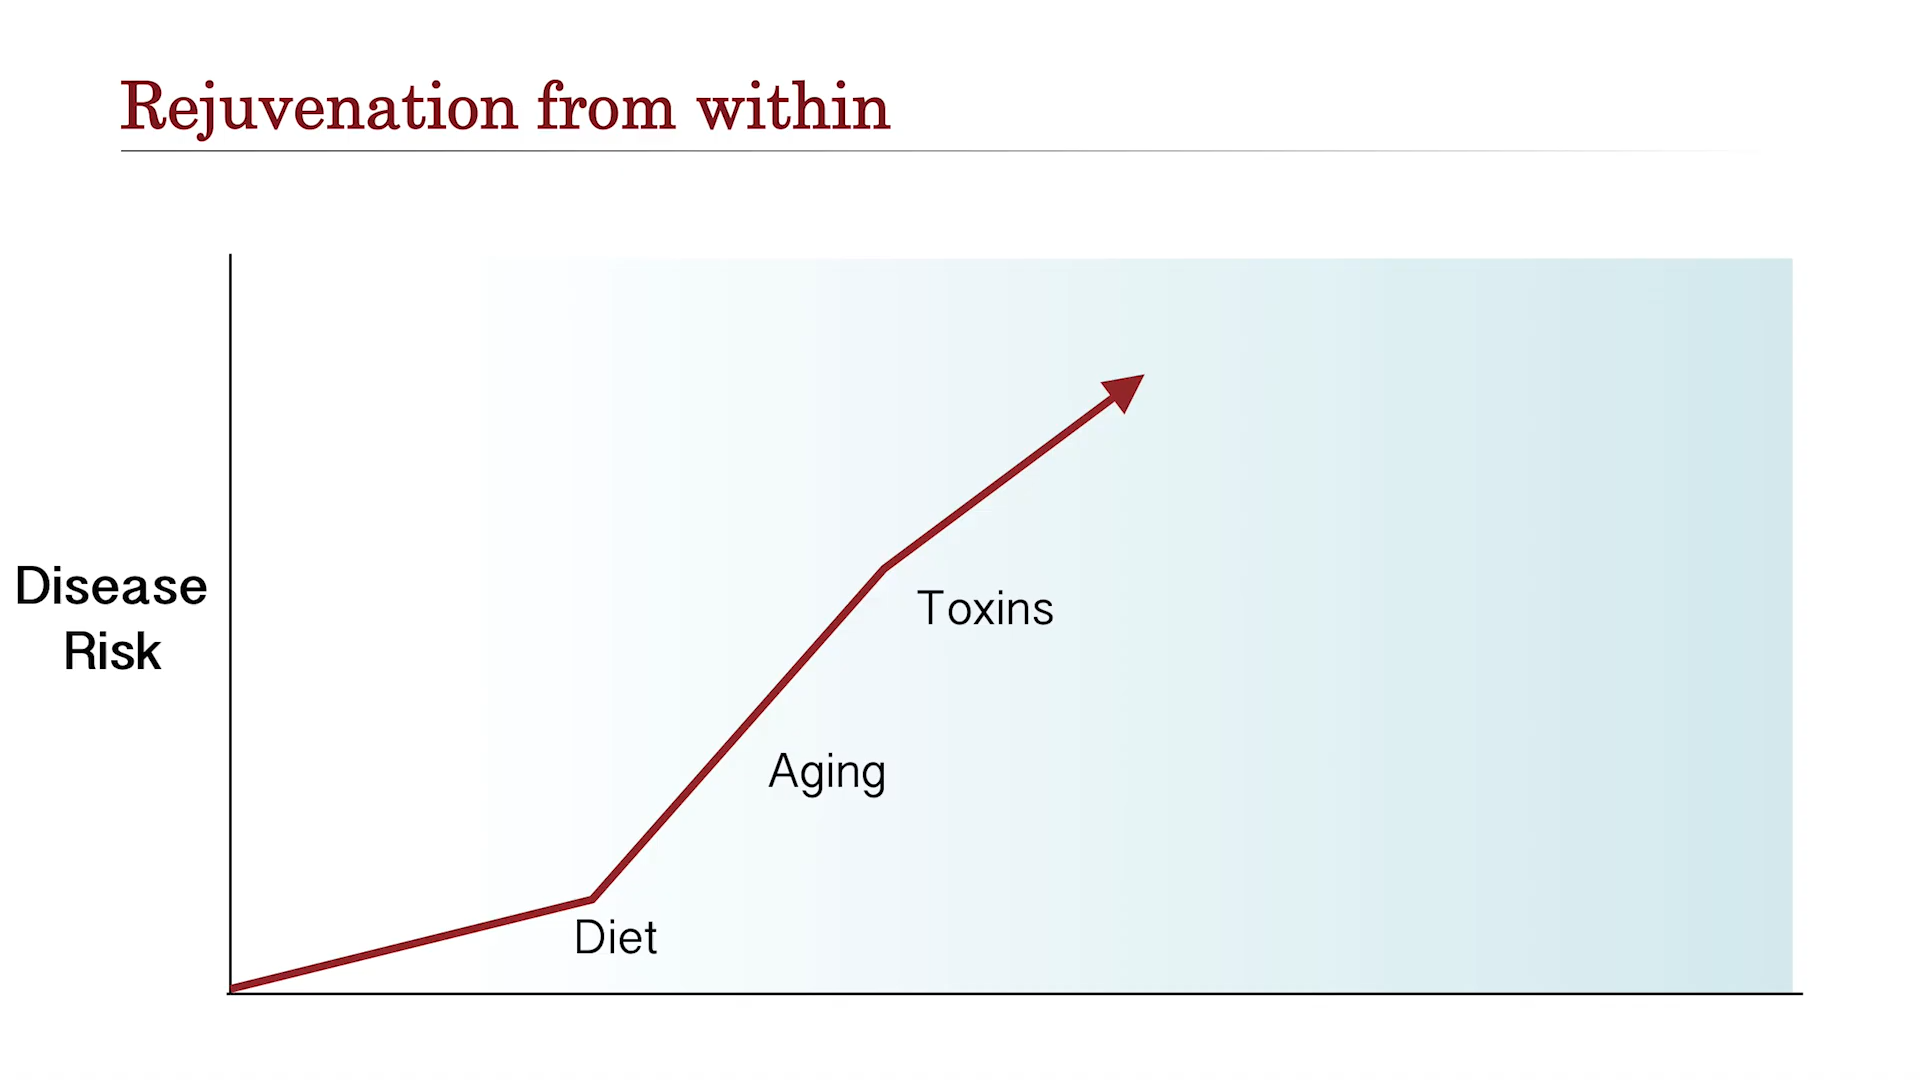 Rejuvenation from within
Disease
Risk
Toxins
Aging
Diet